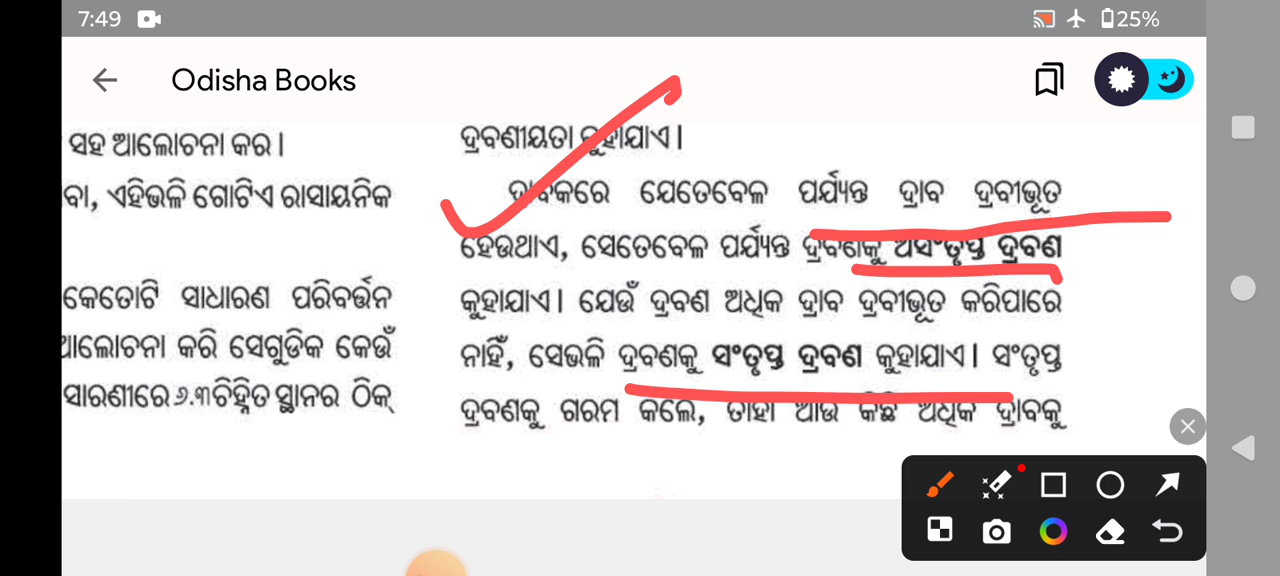 7:49
25%
Odisha Books
ସହ ଆଲୋଚନା କର।
ବା, ଏହିଭଳି ଗୋଟିଏ ରାସାୟନିକ
କେତୋଟି ସାଧାରଣ ପରିବର୍ତ୍ତନ
ଆଲୋଚନା କରି ସେଗୁଡିକ କେଉଁ
ସାରଣୀରେ ୬.୩ ଚିହ୍ନିତ ସ୍ଥାନର ଠିକ୍
ଦ୍ରବଣୀୟତା କୁହାଯାଏ।
ଦ୍ରାବକରେ ଯେତେବେଳ ପର୍ଯ୍ୟନ୍ତ ଦ୍ରାବ ଦ୍ରବୀଭୂତ
ହେଉଥାଏ, ସେତେବେଳ ପର୍ଯ୍ୟନ୍ତ ଦ୍ରବଣକୁ ଅସଂତୃପ୍ତ ଦ୍ରବଣ
କୁହାଯାଏ। ଯେଉଁ ଦ୍ରବଣ ଅଧିକ ଦ୍ରାବ ଦ୍ରବୀଭୂତ କରିପାରେ
ନାହିଁ, ସେଭଳି ଦ୍ରବଣକୁ ସଂତୃପ୍ତ ଦ୍ରବଣ କୁହାଯାଏ। ସଂତୃପ୍ତ
ଦ୍ରବଣକୁ ଗରମ କଲେ, ତାହା ଆଉ କିଛି ଅଧିକ ଦ୍ରାବକୁ